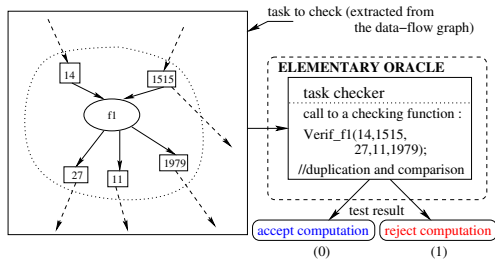 task to check (extracted from
the data-flow graph)
14
1515
f1
27
11
1979
ELEMENTARY ORACLE
task checker
call to a checking function :
Verif_f1(14,1515,
27,11,1979);
//duplication and comparison
test result
accept computation
reject computation
(0)
(1)